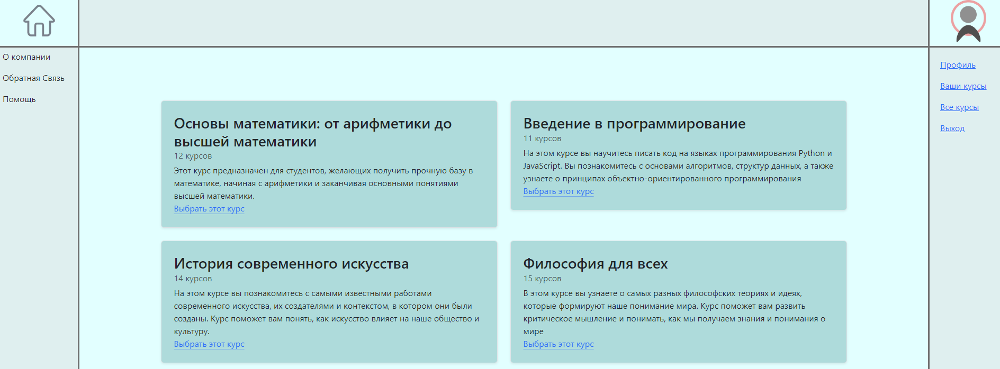 О компании
Обратная Связь
Помощь
Основы математики: от арифметики до
высшей математики
12 курсов
Этот курс предназначен для студентов, желающих получить прочную базу в
математике, начиная с арифметики и заканчивая основными понятиями
высшей математики.
Выбрать этот курс
Введение в программирование
11 курсов
На этом курсе вы научитесь писать код на языках программирования Python и
JavaScript. Вы познакомитесь с основами алгоритмов, структур данных, а также
узнаете о принципах объектно-ориентированного программирования
Выбрать этот курс
История современного искусства
14 курсов
На этом курсе вы познакомитесь с самыми известными работами
современного искусства, их создателями и контекстом, в котором они были
созданы. Курс поможет вам понять, как искусство влияет на наше общество и
культуру.
Выбрать этот курс
Философия для всех
15 курсов
В этом курсе вы узнаете о самых разных философских теориях и идеях,
которые формируют наше понимание мира. Курс поможет вам развить
критическое мышление и понимать, как мы получаем знания и понимания о
мире
Выбрать этот курс
Профиль
Ваши курсы
Все курсы
Выход